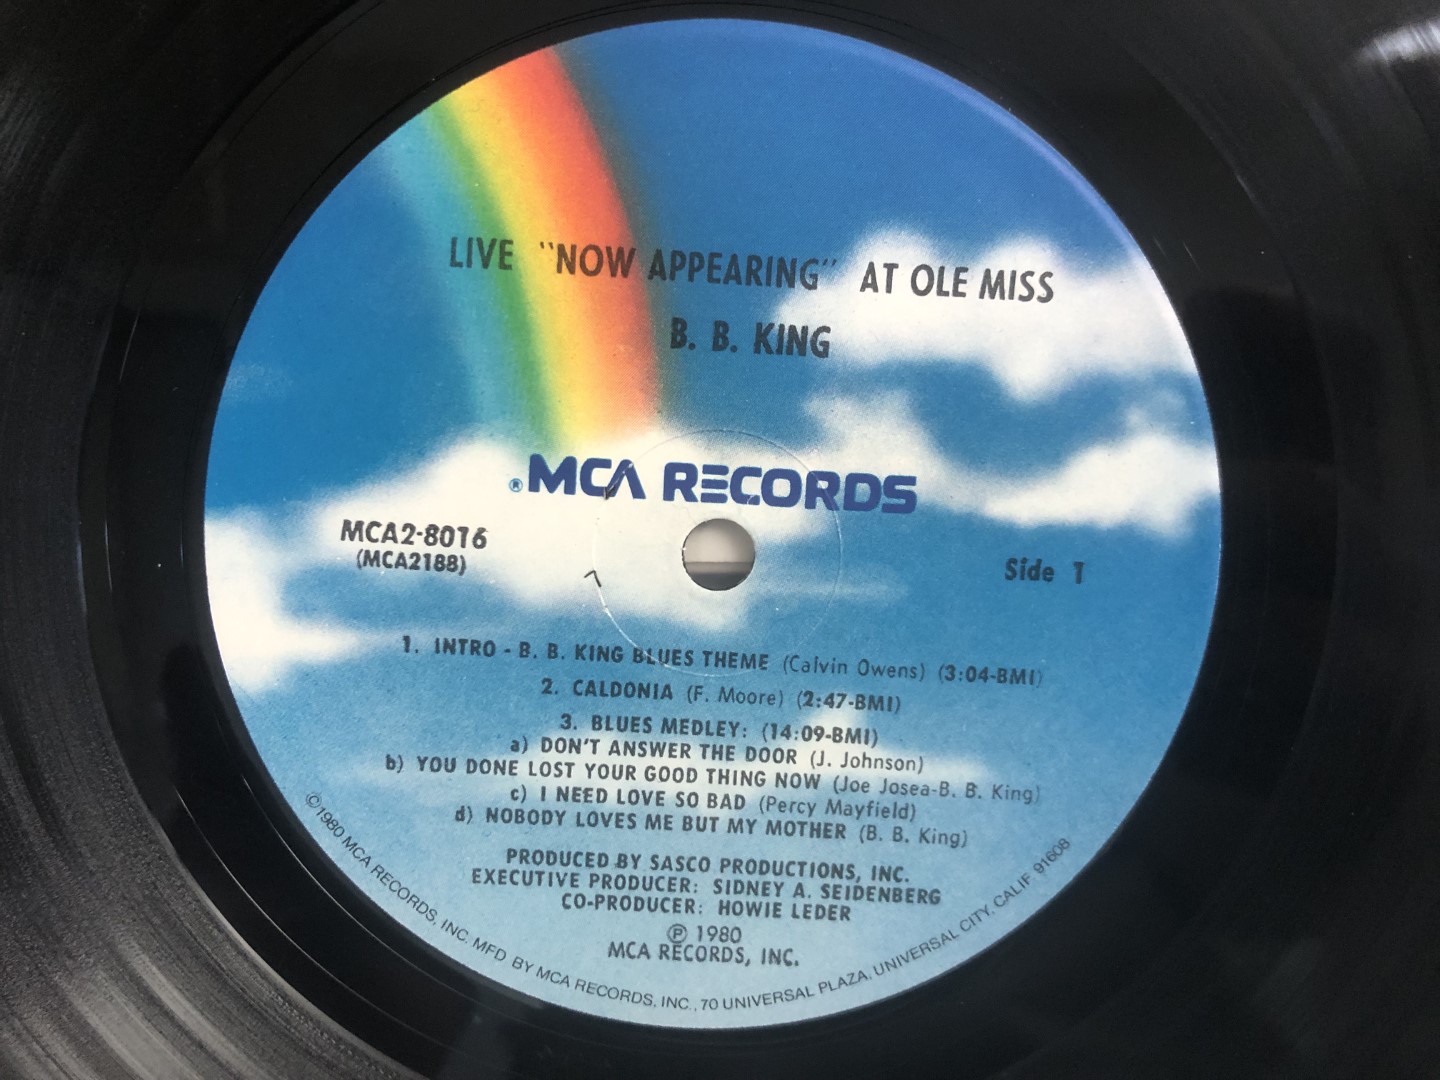 LIVE "NOW APPEARING" AT OLE MISS
B. B. KING
® MCA RECORDS
MCA2-8016
(MCA2188)
Side 1
1. INTRO - B. B. KING BLUES THEME (Calvin Owens) (3:04-BMI)
2. CALDONIA (F. Moore) (2:47-BMI)
3. BLUES MEDLEY: (14:09-BMI)
a) DON'T ANSWER THE DOOR (J. Johnson)
b) YOU DONE LOST YOUR GOOD THING NOW (Joe Josea-B. B. King)
c) I NEED LOVE SO BAD (Percy Mayfield)
d) NOBODY LOVES ME BUT MY MOTHER (B. B. King)
PRODUCED BY SASCO PRODUCTIONS, INC.
EXECUTIVE PRODUCER: SIDNEY A. SEIDENBERG
CO-PRODUCER: HOWIE LEDER
℗ 1980
MCA RECORDS, INC.
©1980 MCA RECORDS, INC. MFD BY MCA RECORDS, INC., 70 UNIVERSAL PLAZA, UNIVERSAL CITY, CALIF 91608